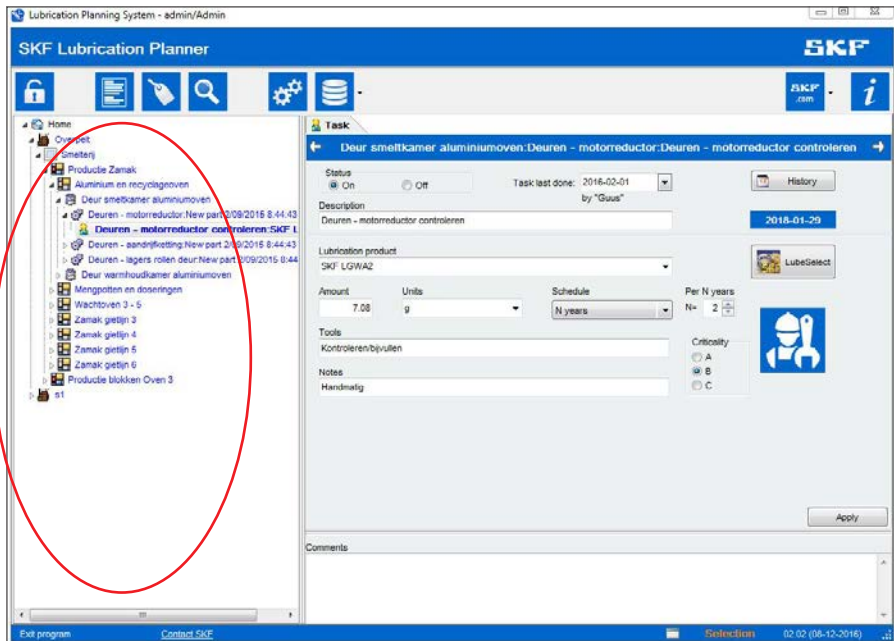 Lubrication Planning System - admin/Admin
SKF Lubrication Planner
SKF
SKF
.com
i
Home
Overpelt
Smelterij
Productie Zamak
Aluminium en recyclageoven
Deur smeltkamer aluminiumoven
Deuren - motorreductor:New part 2/09/2015 8:44:43
Deuren - motorreductor controleren:SKF L
Deuren - aandrijfketting:New part 2/09/2015 8:44:43
Deuren - lagers rollen deur:New part 2/09/2015 8:44
Deur warmhoudkamer aluminiumoven
Mengpotten en doseringen
Wachtoven 3 - 5
Zamak gietlijn 3
Zamak gietlijn 4
Zamak gietlijn 5
Zamak gietlijn 6
Productie blokken Oven 3
s1
Task
Deur smeltkamer aluminiumoven:Deuren - motorreductor:Deuren - motorreductor controleren
Status
On Off
Task last done: 2016-02-01
by "Guus"
History
Description
Deuren - motorreductor controleren
2018-01-29
Lubrication product
SKF LGWA2
LubeSelect
Amount Units Schedule Per N years
7.08 g N years N= 2
Tools
Kontroleren/bijvullen
Criticality
A
B
C
Notes
Handmatig
Apply
Comments
Exit program Contact SKF Selection 02.02 (08-12-2016)